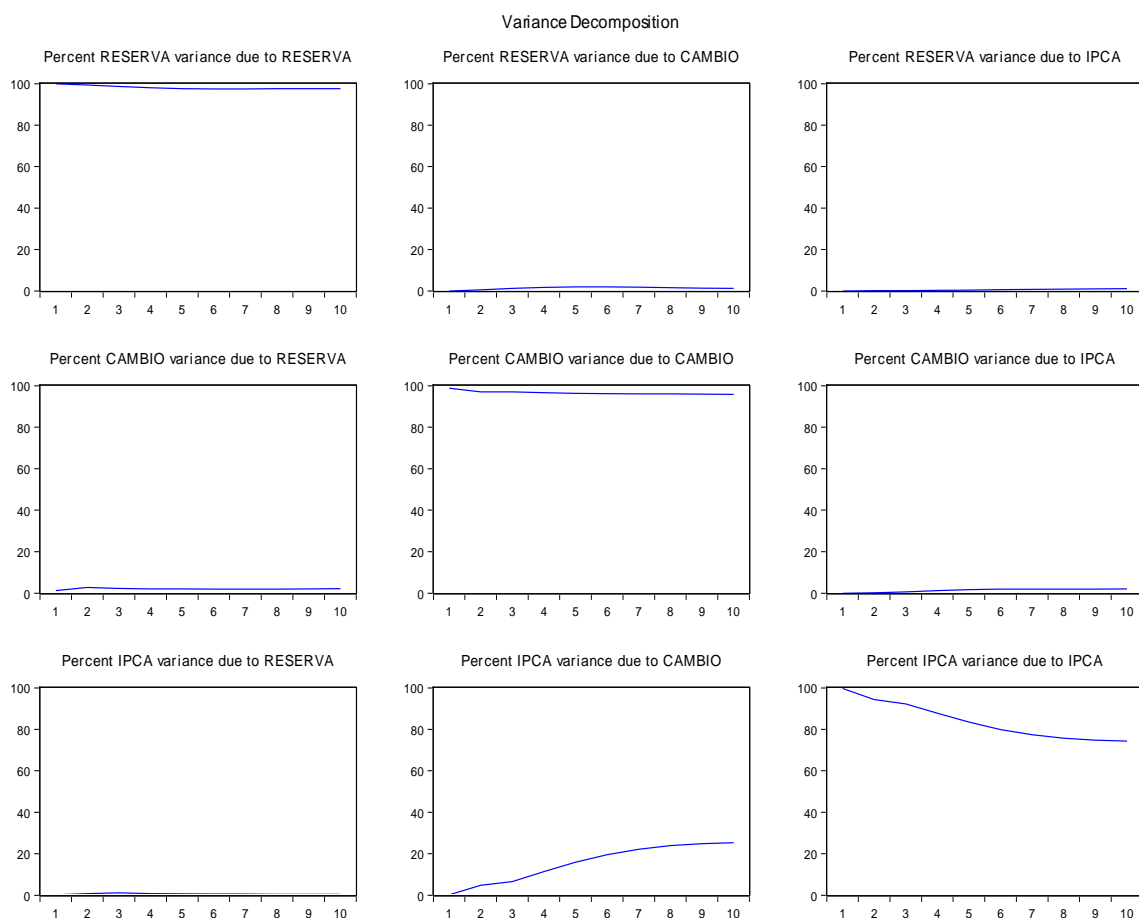 Variance Decomposition
Percent RESERVA variance due to RESERVA
100
80
60
40
20
0
1 2 3 4 5 6 7 8 9 10
Percent RESERVA variance due to CAMBIO
100
80
60
40
20
0
1 2 3 4 5 6 7 8 9 10
Percent RESERVA variance due to IPCA
100
80
60
40
20
0
1 2 3 4 5 6 7 8 9 10
Percent CAMBIO variance due to RESERVA
100
80
60
40
20
0
1 2 3 4 5 6 7 8 9 10
Percent CAMBIO variance due to CAMBIO
100
80
60
40
20
0
1 2 3 4 5 6 7 8 9 10
Percent CAMBIO variance due to IPCA
100
80
60
40
20
0
1 2 3 4 5 6 7 8 9 10
Percent IPCA variance due to RESERVA
100
80
60
40
20
0
1 2 3 4 5 6 7 8 9 10
Percent IPCA variance due to CAMBIO
100
80
60
40
20
0
1 2 3 4 5 6 7 8 9 10
Percent IPCA variance due to IPCA
100
80
60
40
20
0
1 2 3 4 5 6 7 8 9 10